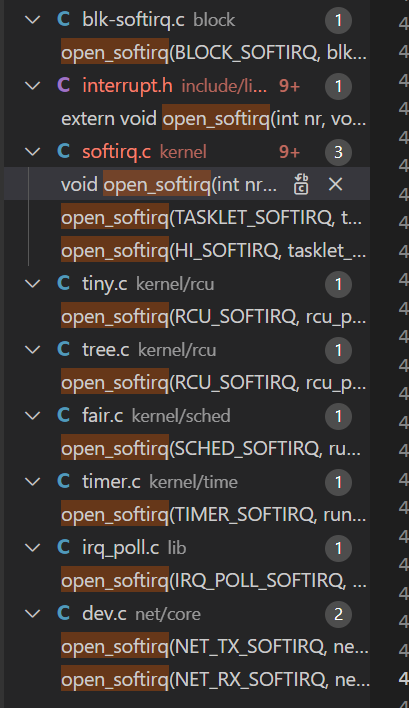 blk-softirq.c block 1
open_softirq(BLOCK_SOFTIRQ, blk...
interrupt.h include/li... 9+ 1
extern void open_softirq(int nr, vo...
softirq.c kernel 9+ 3
void open_softirq(int nr...
open_softirq(TASKLET_SOFTIRQ, t...
open_softirq(HI_SOFTIRQ, tasklet_...
tiny.c kernel/rcu 1
open_softirq(RCU_SOFTIRQ, rcu_p...
tree.c kernel/rcu 1
open_softirq(RCU_SOFTIRQ, rcu_p...
fair.c kernel/sched 1
open_softirq(SCHED_SOFTIRQ, ru...
timer.c kernel/time 1
open_softirq(TIMER_SOFTIRQ, run...
irq_poll.c lib 1
open_softirq(IRQ_POLL_SOFTIRQ, ...
dev.c net/core 2
open_softirq(NET_TX_SOFTIRQ, ne...
open_softirq(NET_RX_SOFTIRQ, ne...